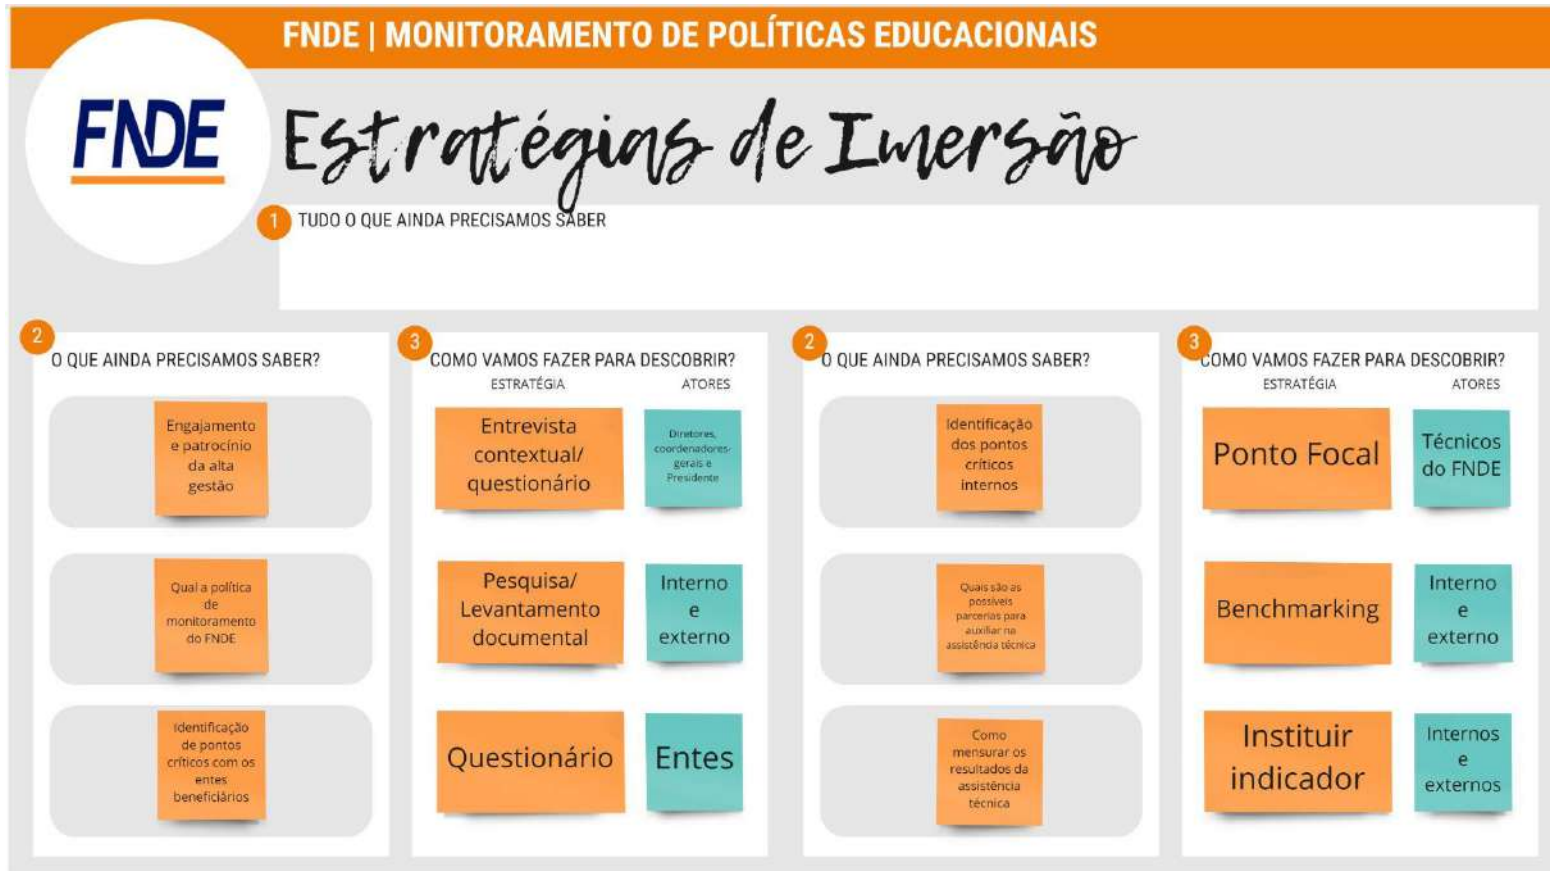 FNDE | MONITORAMENTO DE POLÍTICAS EDUCACIONAIS
FNDE
Estratégias de Imersão
1
TUDO O QUE AINDA PRECISAMOS SABER
2
O QUE AINDA PRECISAMOS SABER?
Engajamento
e patrocínio
da alta
gestão
Qual a política
de
monitoramento
do FNDE
Identificação
de pontos
críticos com os
entes
beneficiários
3
COMO VAMOS FAZER PARA DESCOBRIR?
ESTRATÉGIA
ATORES
Entrevista
contextual/
questionário
Diretores,
coordenadores-
gerais e
Presidente
Pesquisa/
Levantamento
documental
Interno
e
externo
Questionário
Entes
2
O QUE AINDA PRECISAMOS SABER?
Identificação
dos pontos
críticos
internos
Quais são as
possíveis
parcerias para
auxiliar na
assistência técnica
Como
mensurar os
resultados da
assistência
técnica
3
COMO VAMOS FAZER PARA DESCOBRIR?
ESTRATÉGIA
ATORES
Ponto Focal
Técnicos
do FNDE
Benchmarking
Interno
e
externo
Instituir
indicador
Internos
e
externos